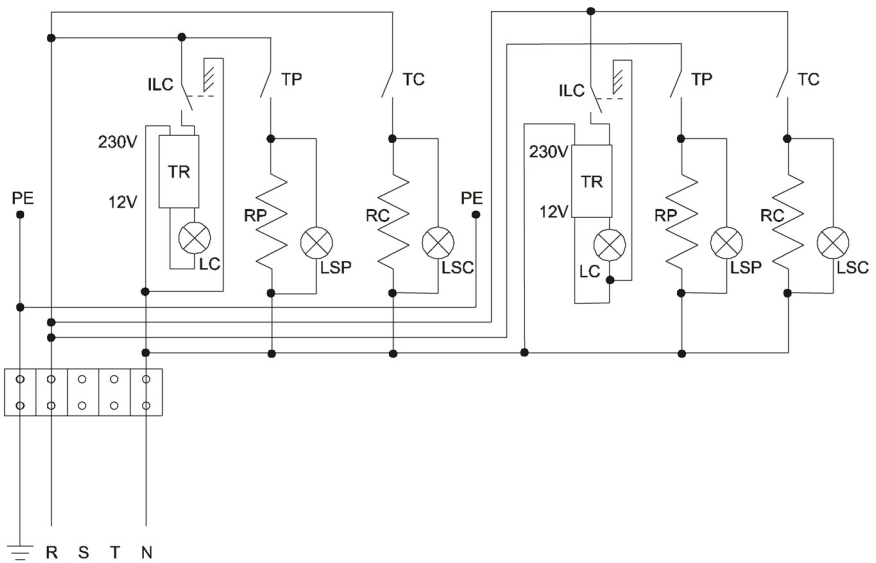 ILC
TP
TC
ILC
TP
TC
230V
TR
12V
230V
TR
12V
PE
RP
RC
PE
RP
RC
LC
LSP
LSC
LC
LSP
LSC
R S T N